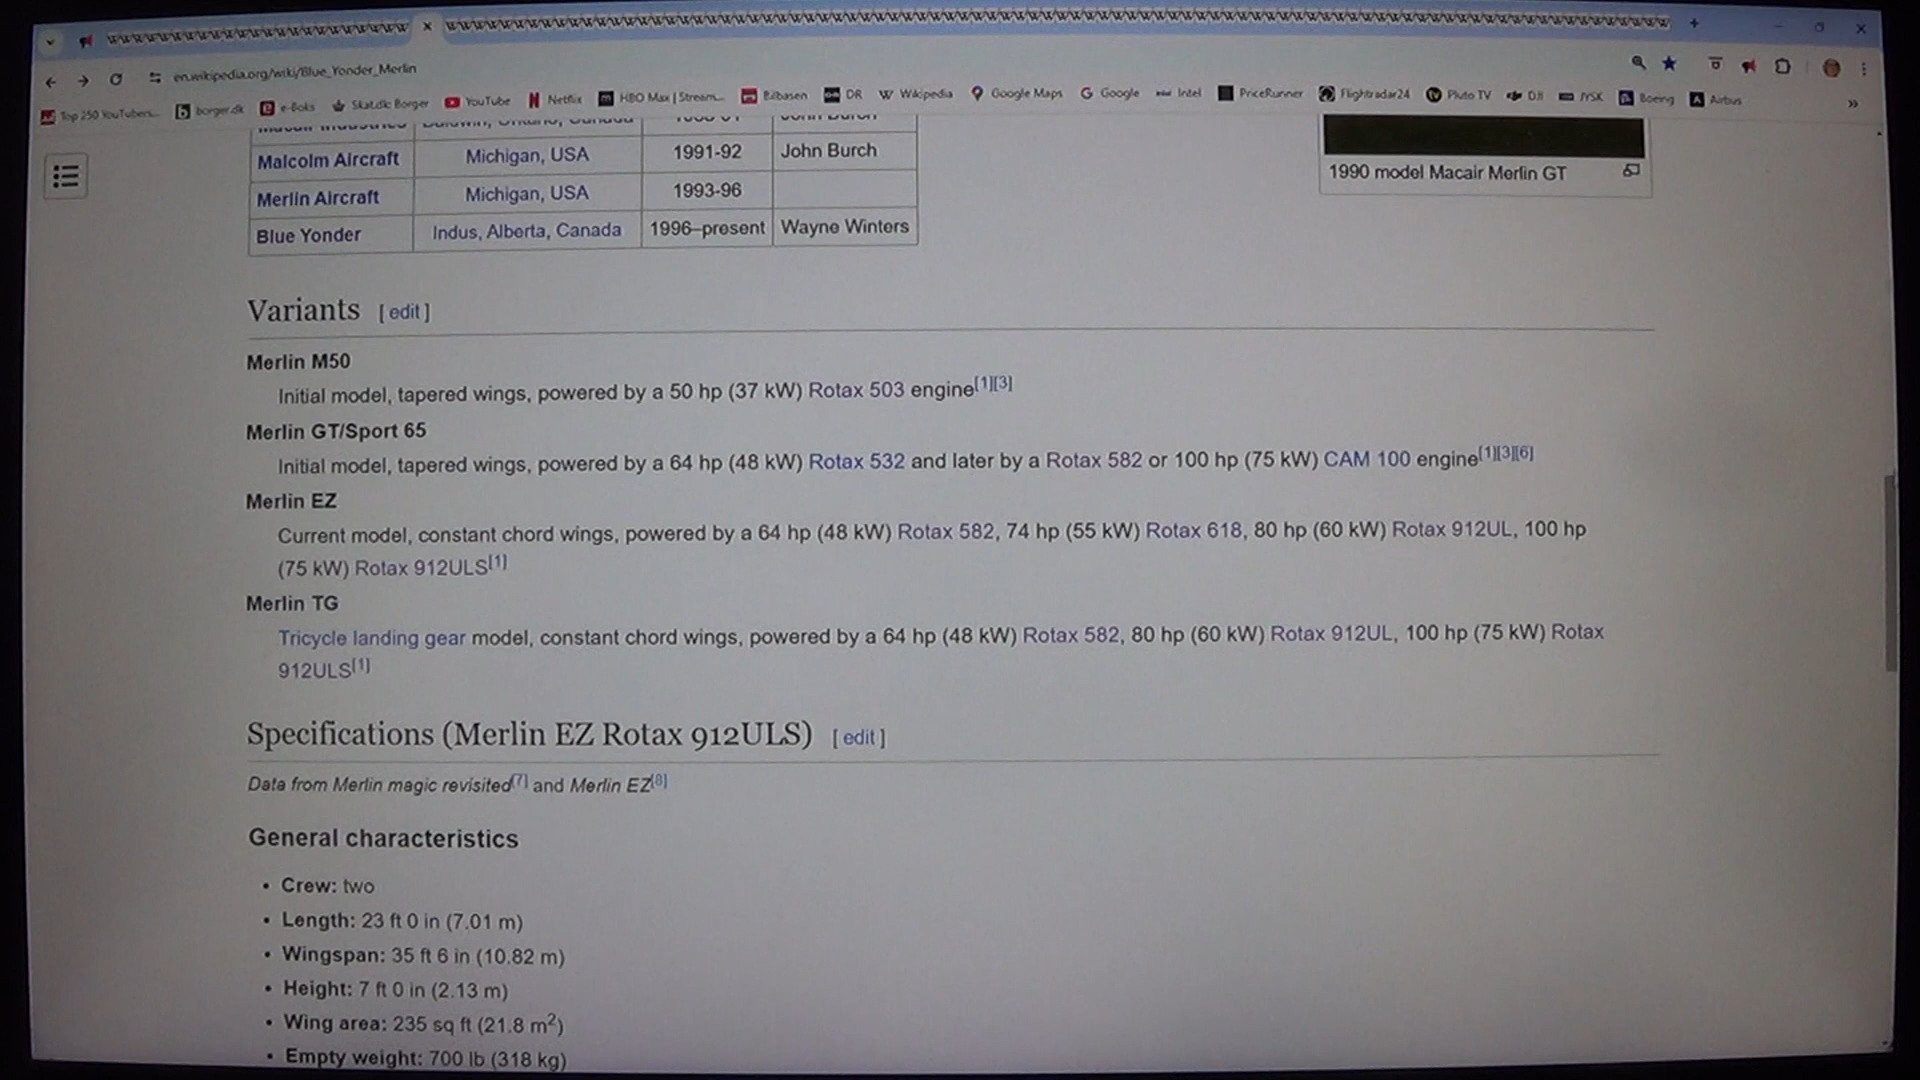 en.wikipedia.org/wiki/Blue_Yonder_Merlin
Top 250 YouTubers... borger.dk e-Boks Skat.dk: Borger YouTube Netflix HBO Max | Stream... Bilbasen DR Wikipedia Google Maps Google Intel PriceRunner Flightradar24 Pluto TV DJI JYSK Boeing Airbus »
Malcolm Aircraft Michigan, USA 1991-92 John Burch
Merlin Aircraft Michigan, USA 1993-96
Blue Yonder Indus, Alberta, Canada 1996–present Wayne Winters
1990 model Macair Merlin GT
Variants [ edit ]
Merlin M50
Initial model, tapered wings, powered by a 50 hp (37 kW) Rotax 503 engine[1][3]
Merlin GT/Sport 65
Initial model, tapered wings, powered by a 64 hp (48 kW) Rotax 532 and later by a Rotax 582 or 100 hp (75 kW) CAM 100 engine[1][3][6]
Merlin EZ
Current model, constant chord wings, powered by a 64 hp (48 kW) Rotax 582, 74 hp (55 kW) Rotax 618, 80 hp (60 kW) Rotax 912UL, 100 hp
(75 kW) Rotax 912ULS[1]
Merlin TG
Tricycle landing gear model, constant chord wings, powered by a 64 hp (48 kW) Rotax 582, 80 hp (60 kW) Rotax 912UL, 100 hp (75 kW) Rotax
912ULS[1]
Specifications (Merlin EZ Rotax 912ULS) [ edit ]
Data from Merlin magic revisited[7] and Merlin EZ[8]
General characteristics
• Crew: two
• Length: 23 ft 0 in (7.01 m)
• Wingspan: 35 ft 6 in (10.82 m)
• Height: 7 ft 0 in (2.13 m)
• Wing area: 235 sq ft (21.8 m²)
• Empty weight: 700 lb (318 kg)